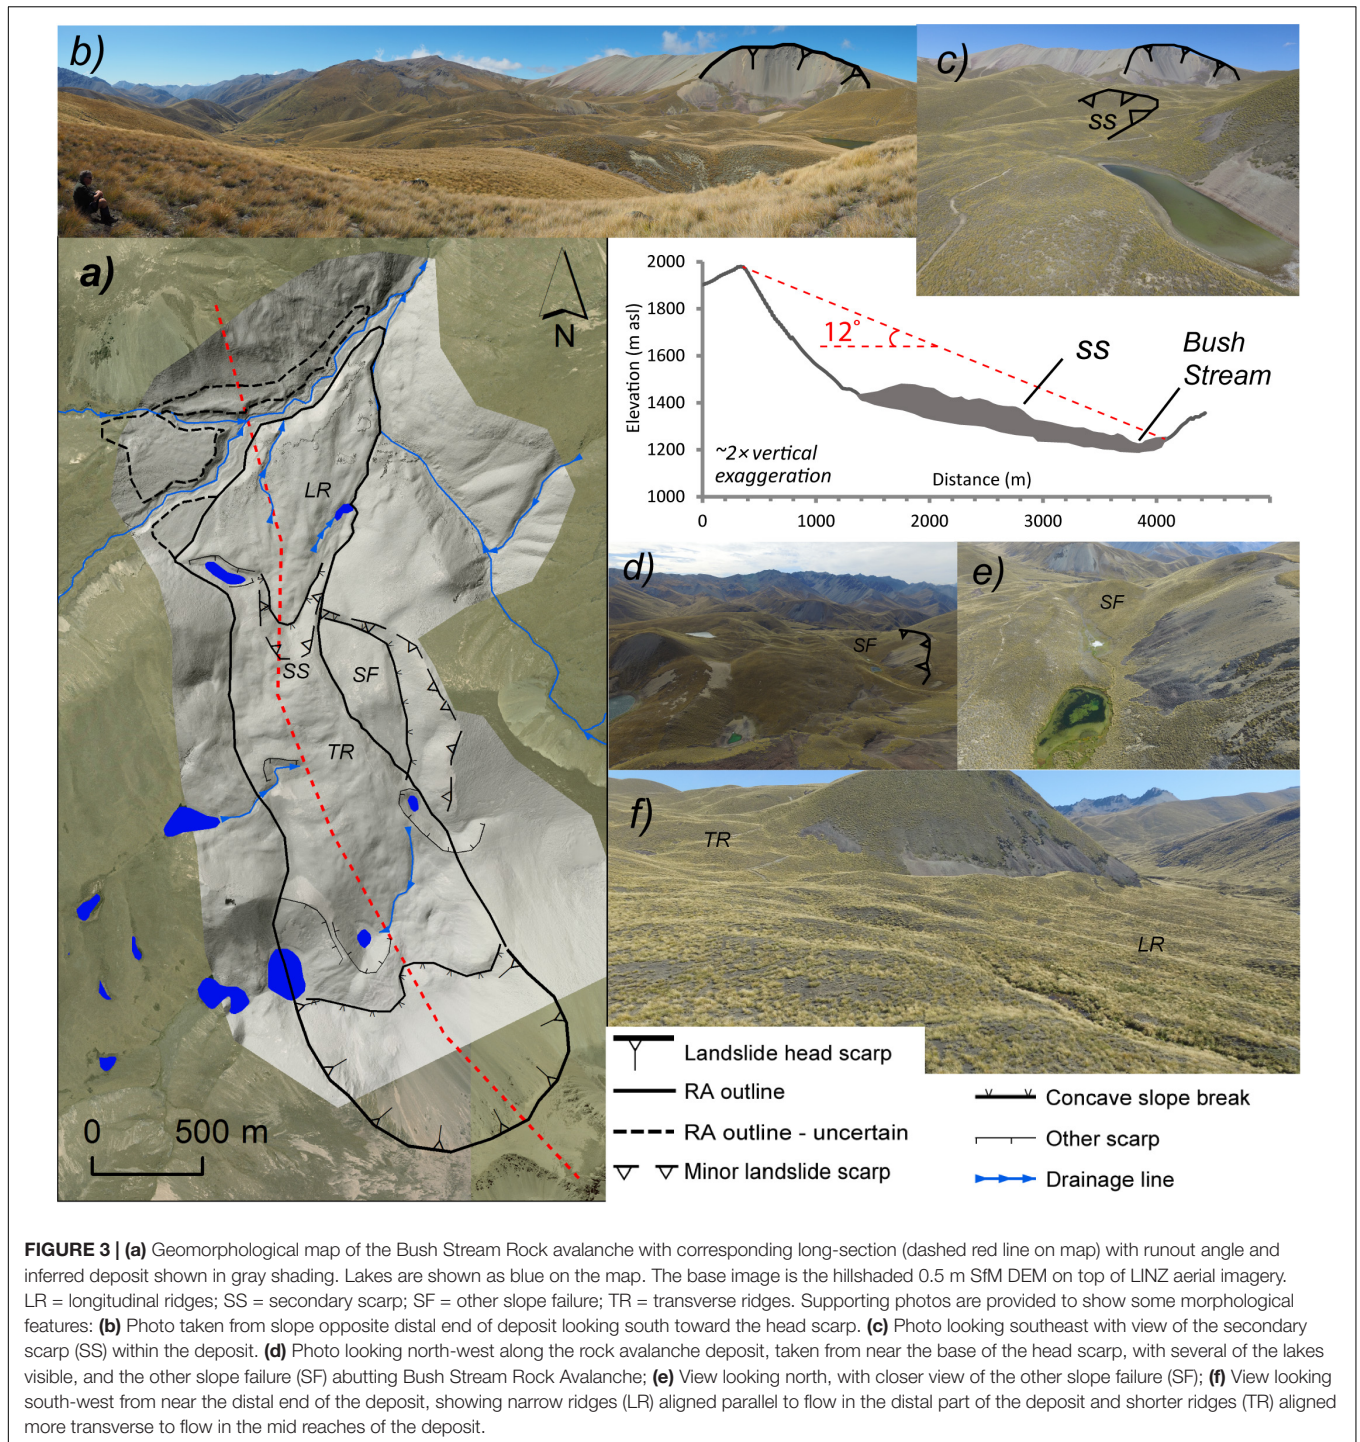 b)
c)
SS
a)
N
LR
SS
SF
TR
0 500 m
2000
1800
1600
1400
1200
1000
Elevation (m asl)
12°
SS
Bush
Stream
~2× vertical
exaggeration
Distance (m)
0 1000 2000 3000 4000
d)
SF
e)
SF
f)
TR
LR
Landslide head scarp
RA outline
RA outline - uncertain
Minor landslide scarp
Concave slope break
Other scarp
Drainage line
FIGURE 3 | (a) Geomorphological map of the Bush Stream Rock avalanche with corresponding long-section (dashed red line on map) with runout angle and
inferred deposit shown in gray shading. Lakes are shown as blue on the map. The base image is the hillshaded 0.5 m SfM DEM on top of LINZ aerial imagery.
LR = longitudinal ridges; SS = secondary scarp; SF = other slope failure; TR = transverse ridges. Supporting photos are provided to show some morphological
features: (b) Photo taken from slope opposite distal end of deposit looking south toward the head scarp. (c) Photo looking southeast with view of the secondary
scarp (SS) within the deposit. (d) Photo looking north-west along the rock avalanche deposit, taken from near the base of the head scarp, with several of the lakes
visible, and the other slope failure (SF) abutting Bush Stream Rock Avalanche; (e) View looking north, with closer view of the other slope failure (SF); (f) View looking
south-west from near the distal end of the deposit, showing narrow ridges (LR) aligned parallel to flow in the distal part of the deposit and shorter ridges (TR) aligned
more transverse to flow in the mid reaches of the deposit.